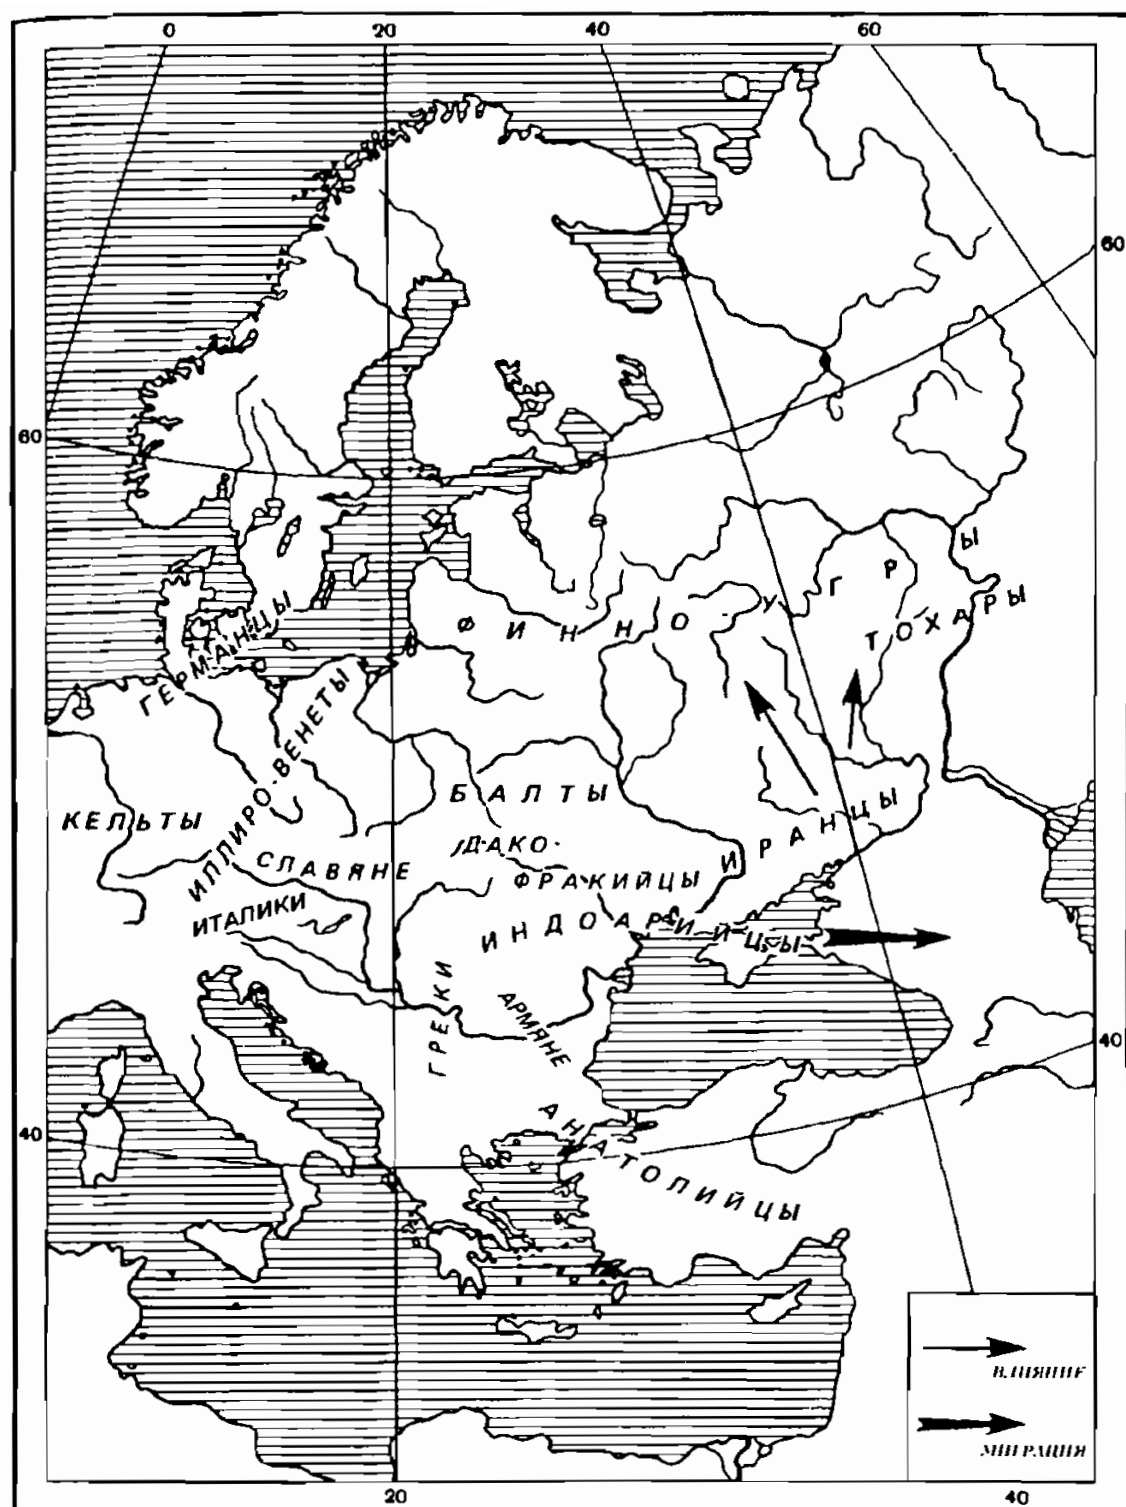 0
20
40
60
60
60
ФИННО-УГРЫ
ТОХАРЫ
ГЕРМАНЦЫ
ИЛЛИРО-ВЕНЕТЫ
БАЛТЫ
КЕЛЬТЫ
ДАКО-
ФРАКИЙЦЫ
СЛАВЯНЕ
ИРАНЦЫ
ИТАЛИКИ
ИНДОАРИЙЦЫ
ГРЕКИ
АРМЯНЕ
40
40
АНАТОЛИЙЦЫ
ВЛИЯНИЕ
МИГРАЦИЯ
20
40